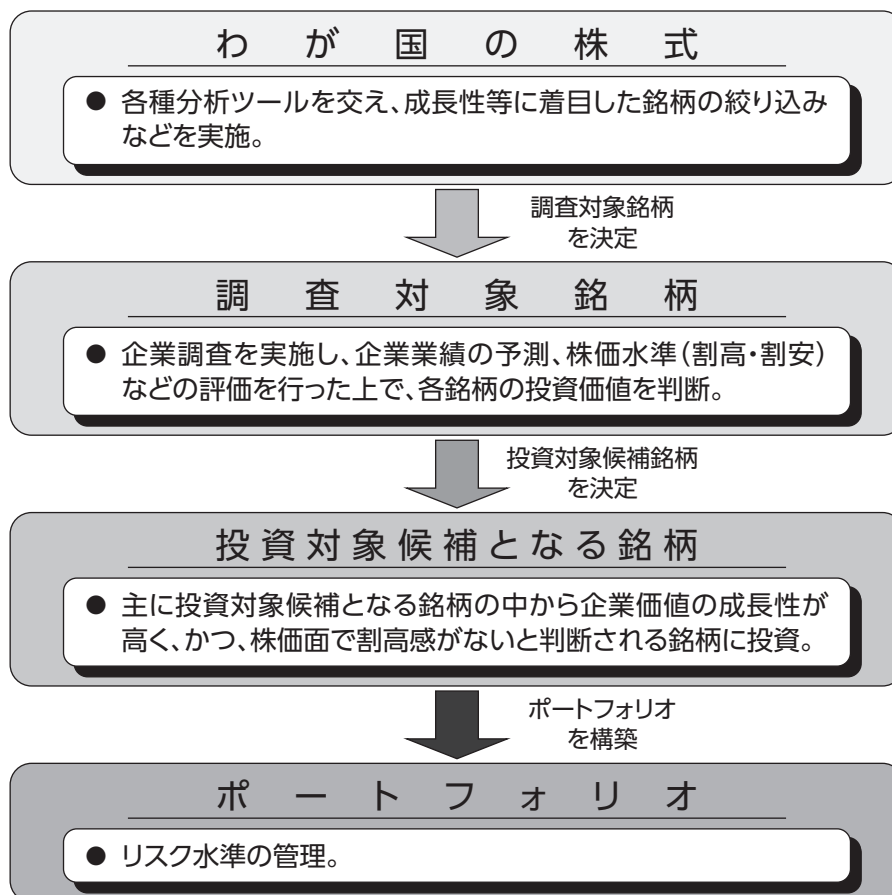 わが国の株式
● 各種分析ツールを交え、成長性等に着目した銘柄の絞り込み
などを実施。
調査対象銘柄
を決定
調査対象銘柄
● 企業調査を実施し、企業業績の予測、株価水準（割高・割安）
などの評価を行った上で、各銘柄の投資価値を判断。
投資対象候補銘柄
を決定
投資対象候補となる銘柄
● 主に投資対象候補となる銘柄の中から企業価値の成長性が
高く、かつ、株価面で割高感がないと判断される銘柄に投資。
ポートフォリオ
を構築
ポートフォリオ
● リスク水準の管理。